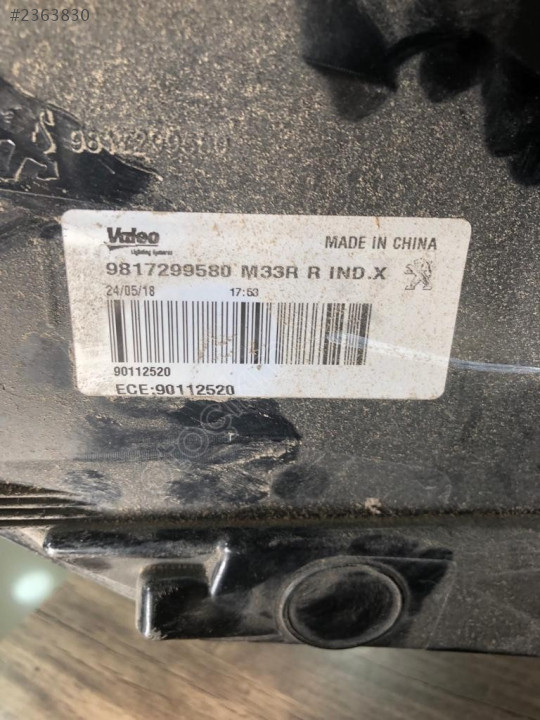 #2363830
Valeo
Lighting Systems
MADE IN CHINA
9817299580 M33R R IND.X
24/05/18 17:53
90112520
ECE:90112520